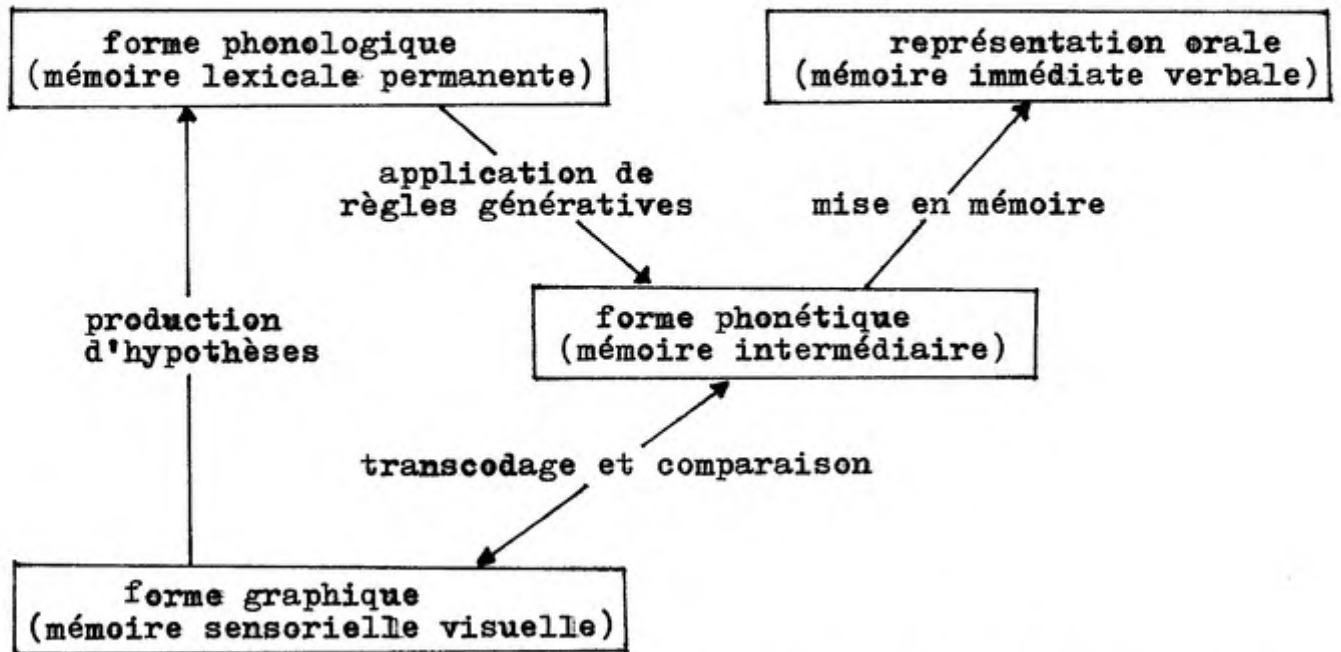 forme phonologique
(mémoire lexicale permanente)
représentation orale
(mémoire immédiate verbale)
application de
règles génératives
mise en mémoire
production
d'hypothèses
forme phonétique
(mémoire intermédiaire)
transcodage et comparaison
forme graphique
(mémoire sensorielle visuelle)